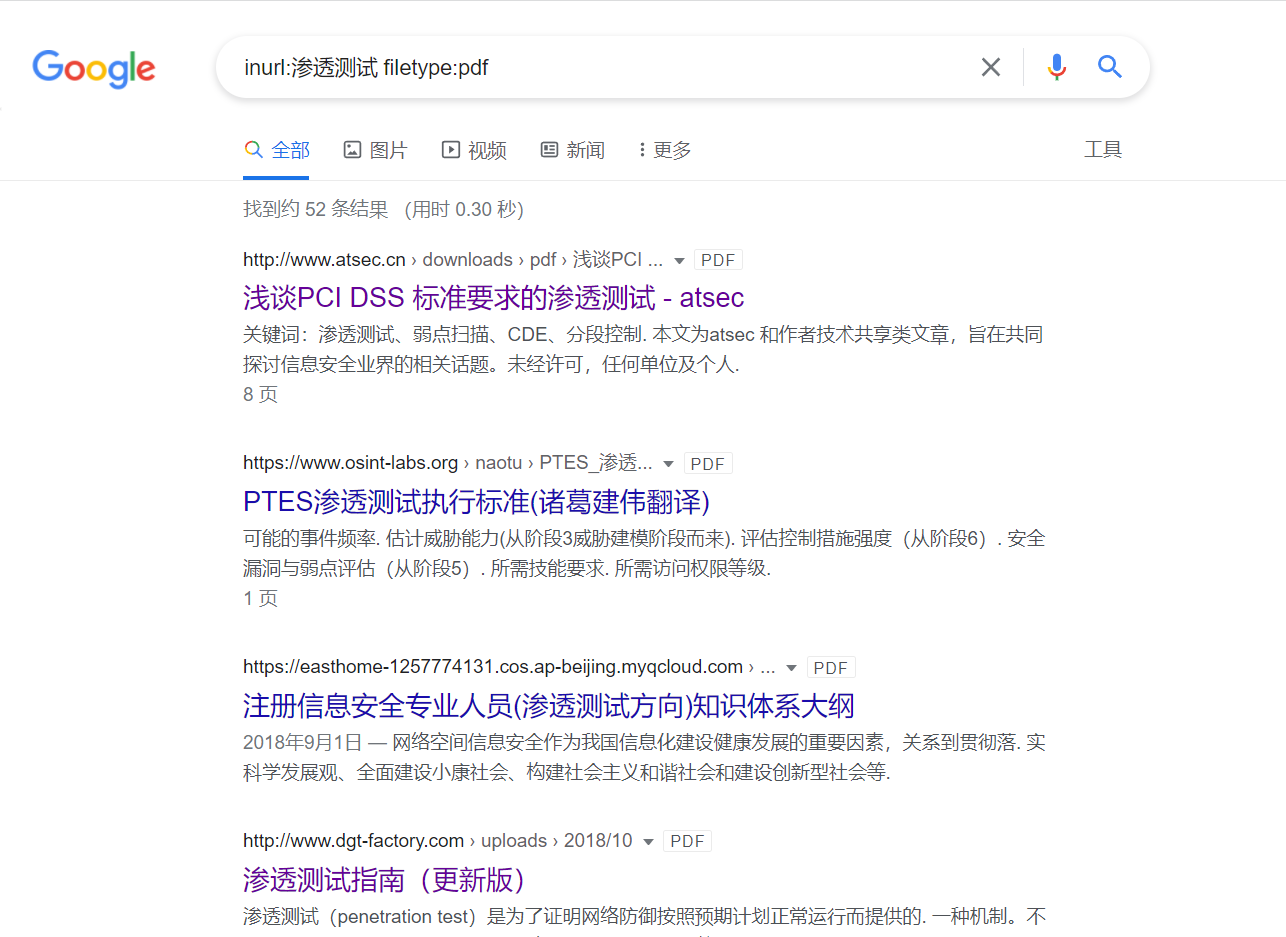 Google
inurl:渗透测试 filetype:pdf
全部 图片 视频 新闻 更多 工具
找到约 52 条结果 （用时 0.30 秒）
http://www.atsec.cn › downloads › pdf › 浅谈PCI ... PDF
浅谈PCI DSS 标准要求的渗透测试 - atsec
关键词：渗透测试、弱点扫描、CDE、分段控制. 本文为atsec 和作者技术共享类文章，旨在共同
探讨信息安全业界的相关话题。未经许可，任何单位及个人.
8 页
https://www.osint-labs.org › naotu › PTES_渗透... PDF
PTES渗透测试执行标准(诸葛建伟翻译)
可能的事件频率. 估计威胁能力(从阶段3威胁建模阶段而来). 评估控制措施强度（从阶段6）. 安全
漏洞与弱点评估（从阶段5）. 所需技能要求. 所需访问权限等级.
1 页
https://easthome-1257774131.cos.ap-beijing.myqcloud.com › ... PDF
注册信息安全专业人员(渗透测试方向)知识体系大纲
2018年9月1日 — 网络空间信息安全作为我国信息化建设健康发展的重要因素，关系到贯彻落. 实
科学发展观、全面建设小康社会、构建社会主义和谐社会和建设创新型社会等.
http://www.dgt-factory.com › uploads › 2018/10 PDF
渗透测试指南（更新版）
渗透测试（penetration test）是为了证明网络防御按照预期计划正常运行而提供的. 一种机制。不